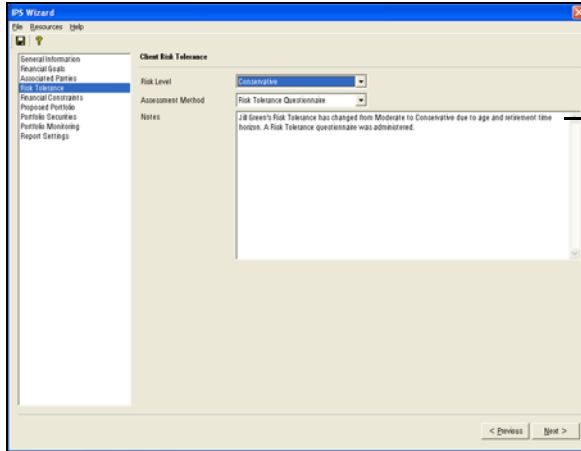 IPS Wizard
File Resources Help
General Information
Financial Goals
Associated Parties
Risk Tolerance
Financial Constraints
Proposed Portfolio
Portfolio Securities
Portfolio Monitoring
Report Settings
Client Risk Tolerance
Risk Level
Conservative
Assessment Method
Risk Tolerance Questionnaire
Notes
Jill Green's Risk Tolerance has changed from Moderate to Conservative due to age and retirement time
horizon. A Risk Tolerance questionnaire was administered.
< Previous
Next >